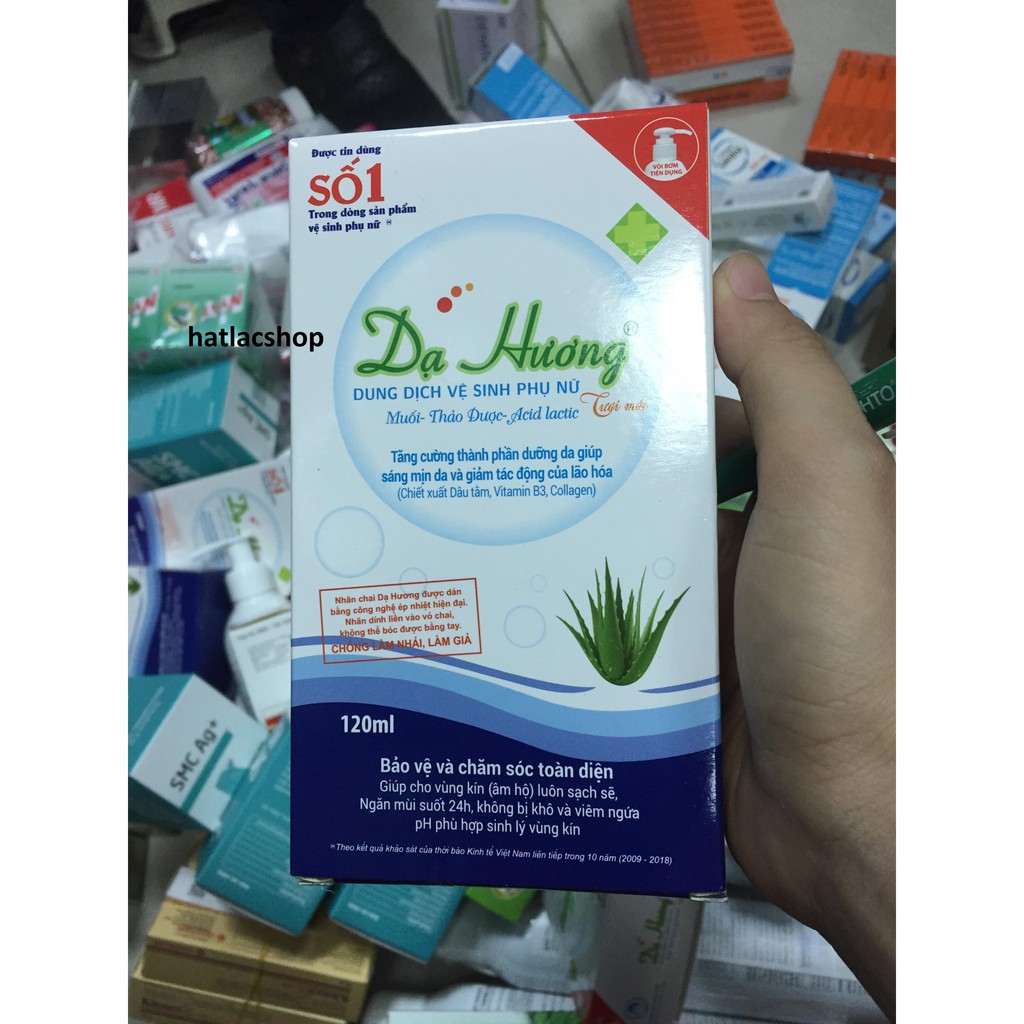 Được tin dùng
SỐ1
Trong dòng sản phẩm
vệ sinh phụ nữ (*)
VÒI BƠM
TIỆN DỤNG
hatlacshop
Dạ Hương®
DUNG DỊCH VỆ SINH PHỤ NỮ
Muối- Thảo Dược-Acid lactic
Tăng cường thành phần dưỡng da giúp
sáng mịn da và giảm tác động của lão hóa
(Chiết xuất Dâu tằm, Vitamin B3, Collagen)
Nhãn chai Dạ Hương được dán
bằng công nghệ ép nhiệt hiện đại.
Nhãn dính liền vào vỏ chai,
không thể bóc được bằng tay.
CHỐNG LÀM NHÁI, LÀM GIẢ
120ml
Bảo vệ và chăm sóc toàn diện
Giúp cho vùng kín (âm hộ) luôn sạch sẽ,
Ngăn mùi suốt 24h, không bị khô và viêm ngứa
pH phù hợp sinh lý vùng kín
(*)Theo kết quả khảo sát của thời báo Kinh tế Việt Nam liên tiếp trong 10 năm (2009 - 2018)
SMC Ag+
Dạ Hương